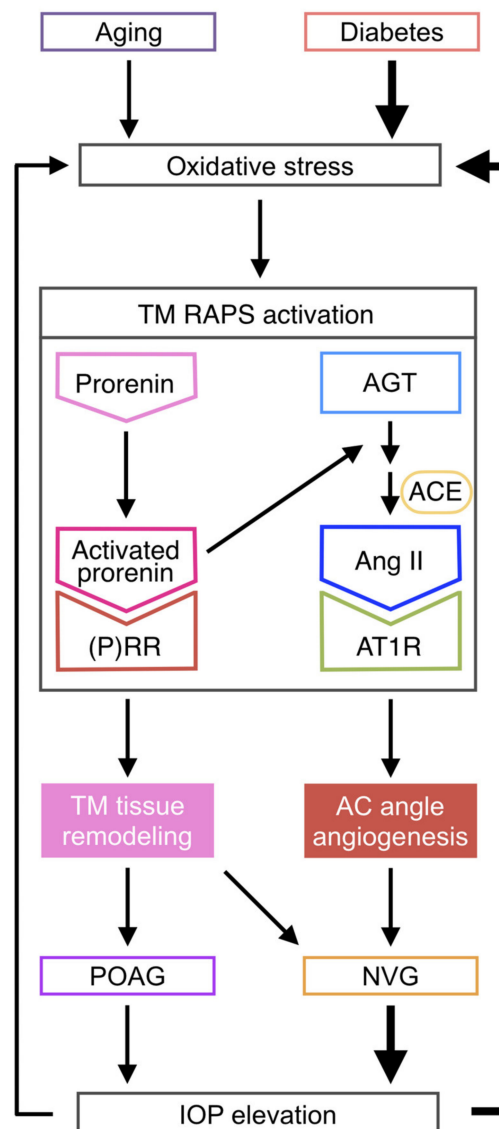 Aging
Diabetes
Oxidative stress
TM RAPS activation
Prorenin
AGT
ACE
Activated
prorenin
Ang II
(P)RR
AT1R
TM tissue
remodeling
AC angle
angiogenesis
POAG
NVG
IOP elevation